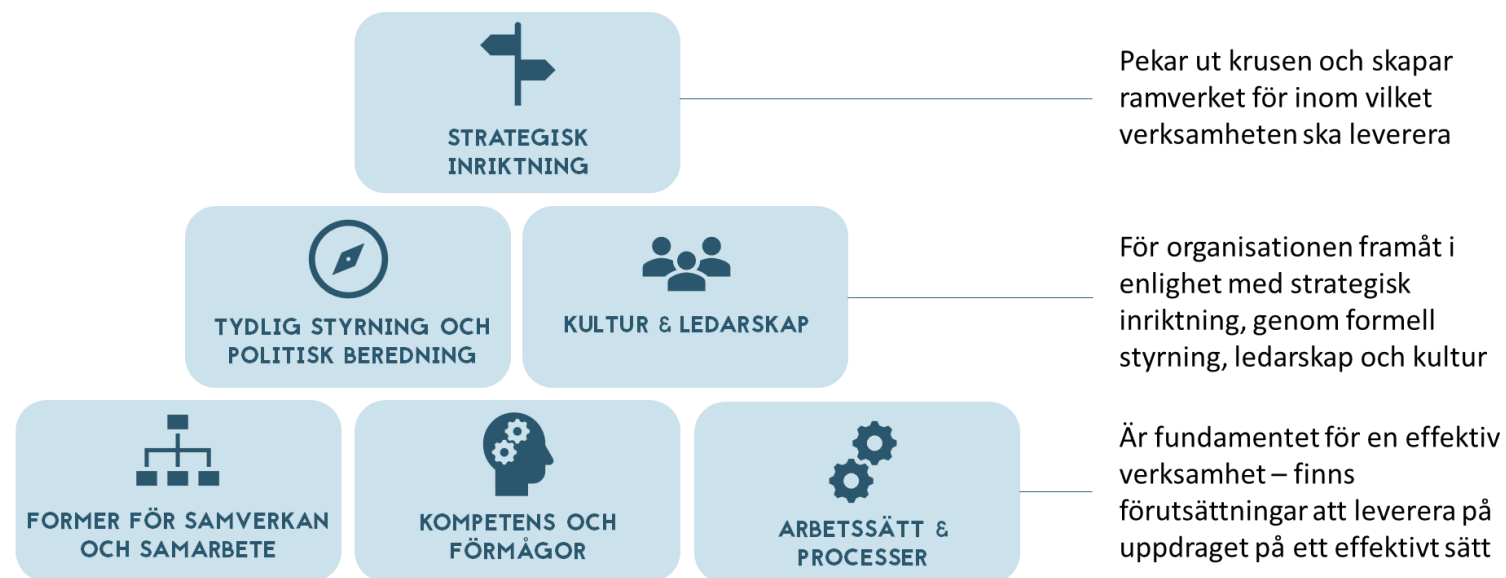 STRATEGISK
INRIKTNING
Pekar ut krusen och skapar
ramverket för inom vilket
verksamheten ska leverera
TYDLIG STYRNING OCH
POLITISK BEREDNING
KULTUR & LEDARSKAP
För organisationen framåt i
enlighet med strategisk
inriktning, genom formell
styrning, ledarskap och kultur
FORMER FÖR SAMVERKAN
OCH SAMARBETE
KOMPETENS OCH
FÖRMÅGOR
ARBETSSÄTT &
PROCESSER
Är fundamentet för en effektiv
verksamhet – finns
förutsättningar att leverera på
uppdraget på ett effektivt sätt